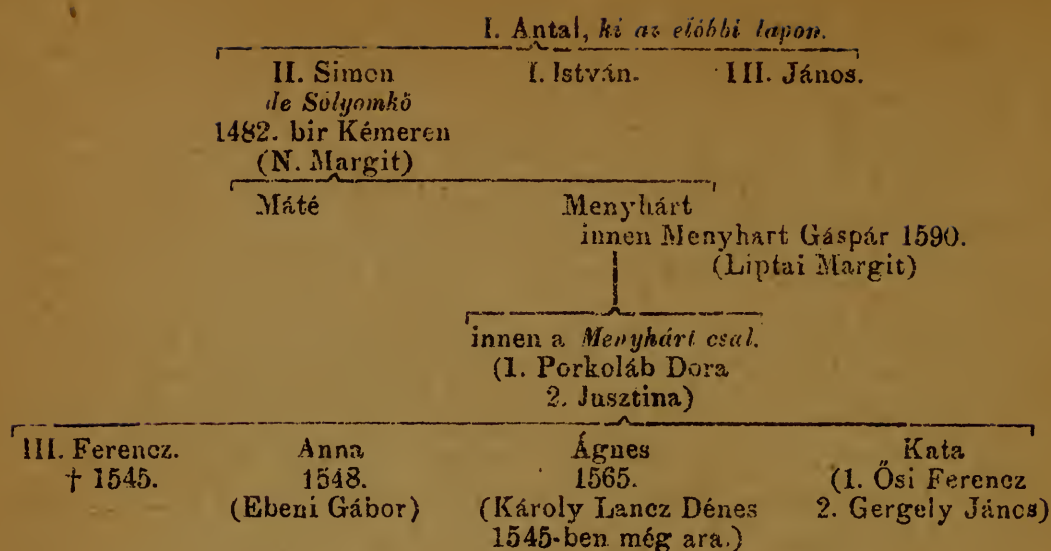 I. Antal, ki az előbbi lapon.
II. Simon I. István. III. János.
de Sólyomkő
1482. bir Kémeren
(N. Margit)
Máté Menyhárt
innen Menyhart Gáspár 1590.
(Liptai Margit)
innen a Menyhárt csal.
(1. Porkoláb Dora
2. Jusztina)
III. Ferencz. Anna Ágnes Kata
† 1545. 1548. 1565. (1. Ősi Ferencz
(Ebeni Gábor) (Károly Lancz Dénes 2. Gergely János)
1545-ben még ara.)